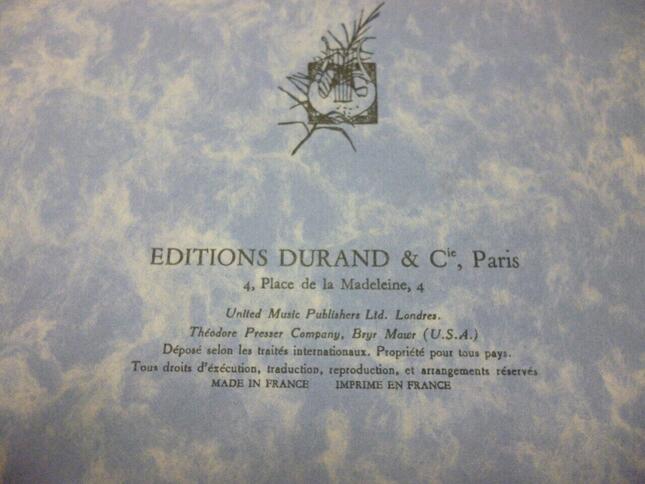 EDITIONS DURAND & Cie, Paris
4, Place de la Madeleine, 4
United Music Publishers Ltd. Londres.
Théodore Presser Company, Bryr Mawr (U.S.A.)
Déposé selon les traités internationaux. Propriété pour tous pays.
Tous droits d'éxécution, traduction, reproduction, et arrangements réservés
MADE IN FRANCE IMPRIME EN FRANCE